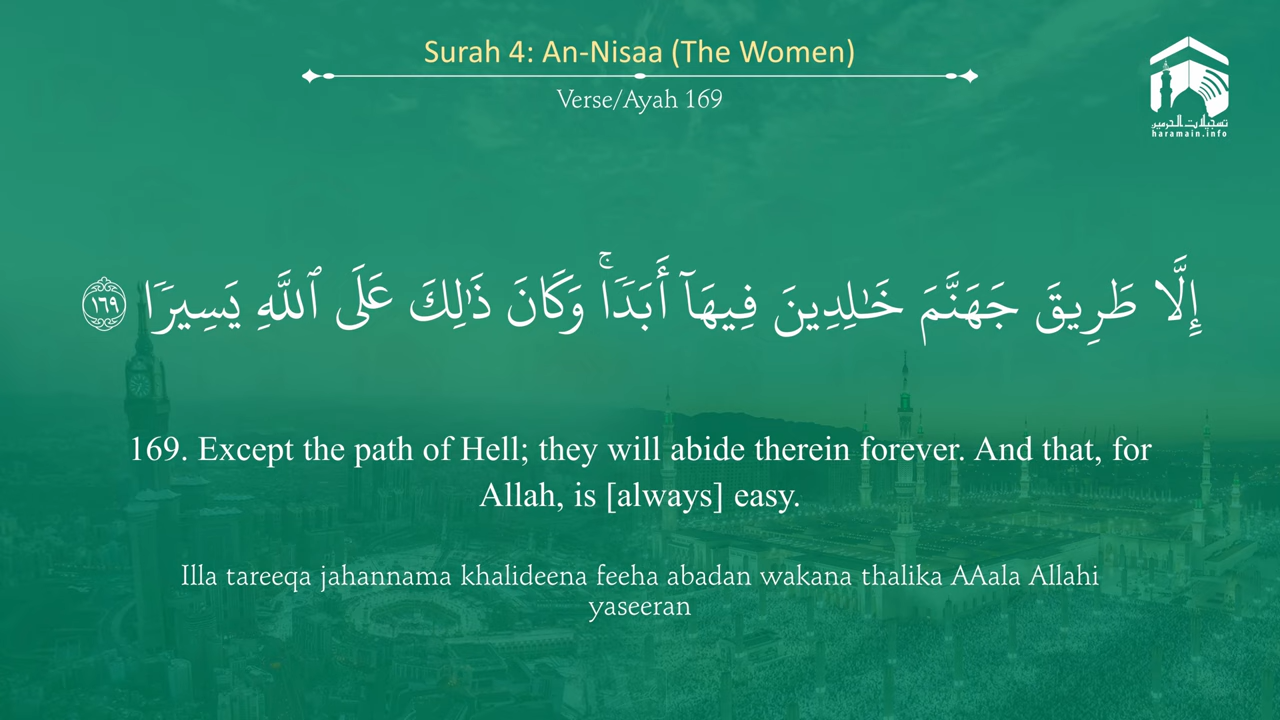 Surah 4: An-Nisaa (The Women)
Verse/Ayah 169
تسجيلات الحرمين
haramain.info
إِلَّا طَرِيقَ جَهَنَّمَ خَـٰلِدِينَ فِيهَآ أَبَدًۭا ۚ وَكَانَ ذَٰلِكَ عَلَى ٱللَّهِ يَسِيرًۭا ١٦٩
169. Except the path of Hell; they will abide therein forever. And that, for
Allah, is [always] easy.
Illa tareeqa jahannama khalideena feeha abadan wakana thalika AAala Allahi
yaseeran